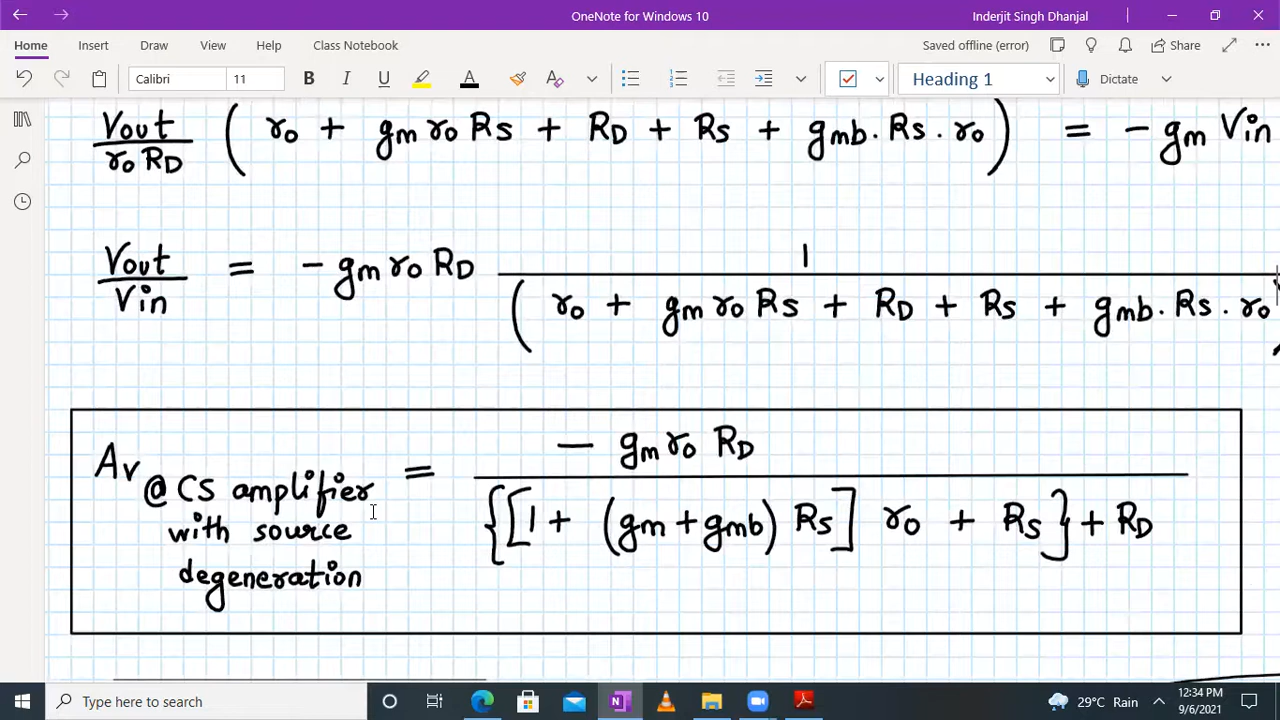 OneNote for Windows 10
Inderjit Singh Dhanjal
Home Insert Draw View Help Class Notebook
Saved offline (error)
Share
Calibri 11 B I U A Heading 1 Dictate
Vout / ro RD ( ro + gm ro Rs + RD + Rs + gmb . Rs . ro ) = - gm Vin
Vout / Vin = - gm ro RD 1 / ( ro + gm ro Rs + RD + Rs + gmb . Rs . ro )
Av @ CS amplifier with source degeneration = - gm ro RD / {[1 + (gm + gmb) Rs] ro + Rs} + RD
Type here to search
29°C Rain
12:34 PM
9/6/2021